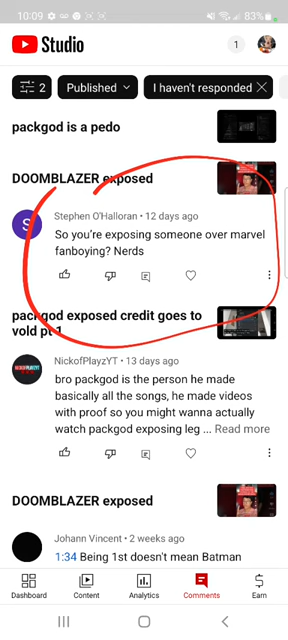 10:09
83%
Studio
1
2
Published
I haven't responded
packgod is a pedo
DOOMBLAZER exposed
S
Stephen O'Halloran • 12 days ago
So you're exposing someone over marvel
fanboying? Nerds
packgod exposed credit goes to
vold pt 1
NickofPlayzYT • 13 days ago
bro packgod is the person he made
basically all the songs, he made videos
with proof so you might wanna actually
watch packgod exposing leg ... Read more
DOOMBLAZER exposed
Johann Vincent • 2 weeks ago
1:34 Being 1st doesn't mean Batman
Dashboard
Content
Analytics
Comments
Earn